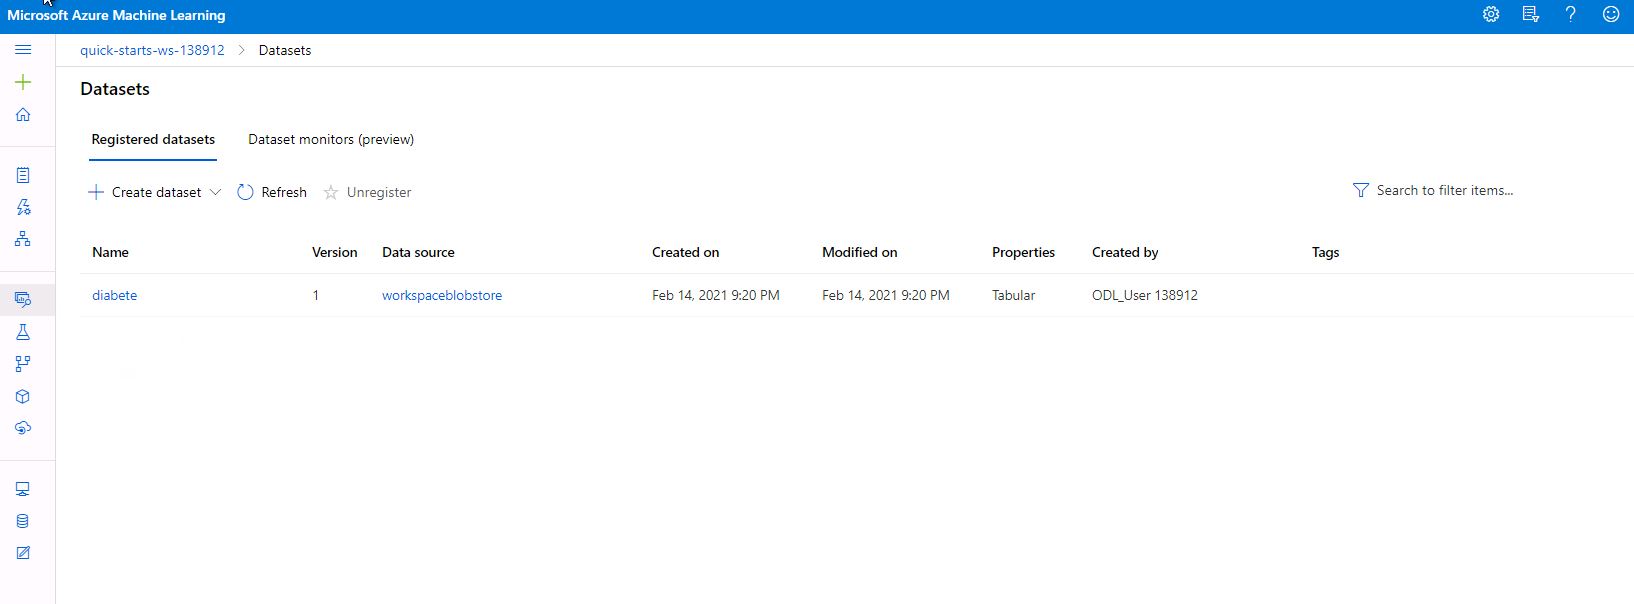 Microsoft Azure Machine Learning
quick-starts-ws-138912 > Datasets
Datasets
Registered datasets Dataset monitors (preview)
Create dataset Refresh Unregister Search to filter items...
Name Version Data source Created on Modified on Properties Created by Tags
diabete 1 workspaceblobstore Feb 14, 2021 9:20 PM Feb 14, 2021 9:20 PM Tabular ODL_User 138912